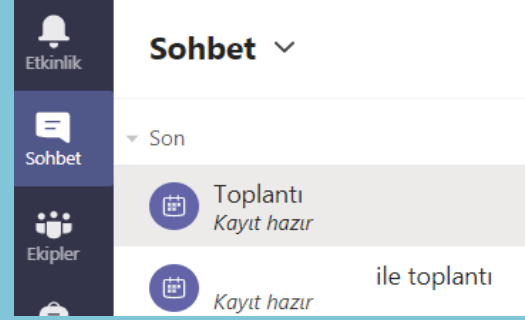 Etkinlik
Sohbet
Ekipler
Sohbet
Son
Toplantı
Kayıt hazır
ile toplantı
Kayıt hazır